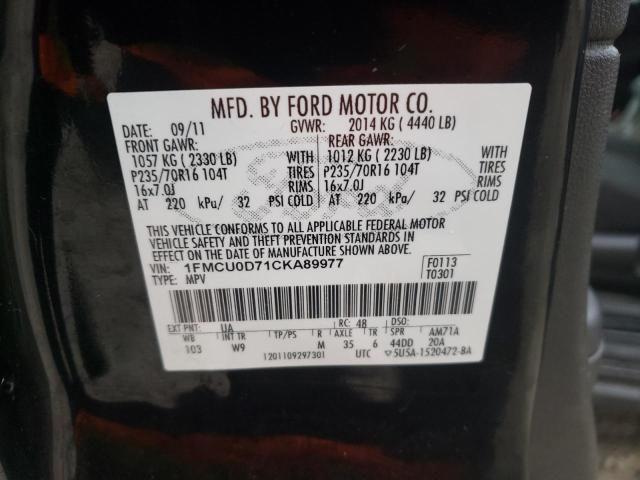 MFD. BY FORD MOTOR CO.
DATE: 09/11 GVWR: 2014 KG ( 4440 LB)
FRONT GAWR: REAR GAWR:
1057 KG ( 2330 LB) WITH 1012 KG ( 2230 LB) WITH
P235/70R16 104T TIRES P235/70R16 104T TIRES
16x7.0J RIMS 16x7.0J RIMS
AT 220 kPa/ 32 PSI COLD AT 220 kPa/ 32 PSI COLD
THIS VEHICLE CONFORMS TO ALL APPLICABLE FEDERAL MOTOR
VEHICLE SAFETY AND THEFT PREVENTION STANDARDS IN
EFFECT ON THE DATE OF MANUFACTURE SHOWN ABOVE.
VIN: 1FMCU0D71CKA89977 F0113
TYPE: MPV T0301
EXT PNT: UA RC: 48 DSO:
WB INT TR TP/PS R AXLE TR SPR AM71A
103 W9 M 35 6 44DD 20A
1201109297301 UTC ▽5U5A-1520472-BA